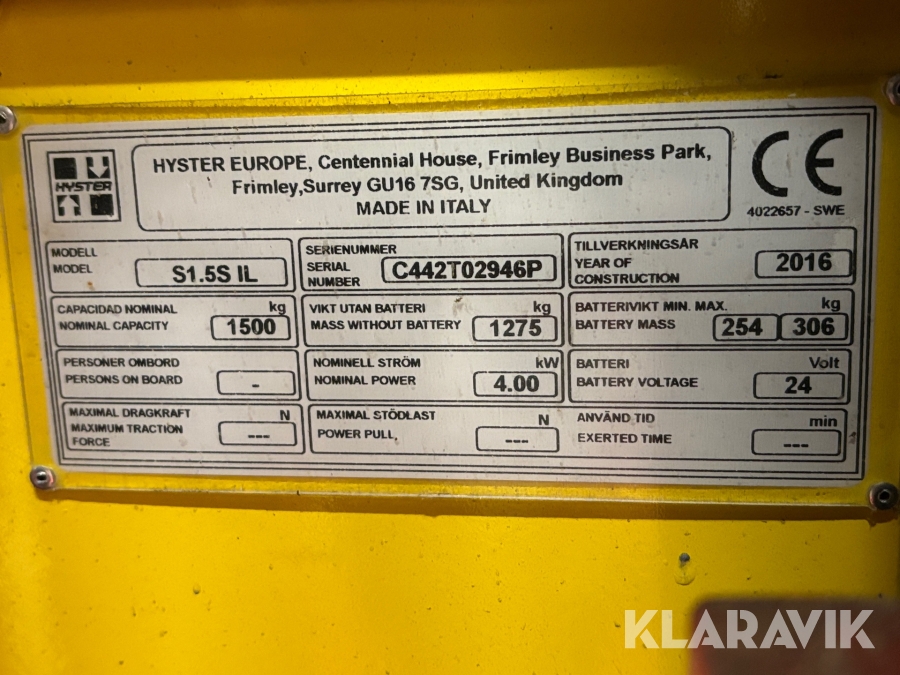 HYSTER
HYSTER EUROPE, Centennial House, Frimley Business Park,
Frimley,Surrey GU16 7SG, United Kingdom
MADE IN ITALY
CE
4022657 - SWE
MODELL
MODEL
S1.5S IL
SERIENUMMER
SERIAL
NUMBER
C442T02946P
TILLVERKNINGSÅR
YEAR OF
CONSTRUCTION
2016
CAPACIDAD NOMINAL kg
NOMINAL CAPACITY 1500
VIKT UTAN BATTERI kg
MASS WITHOUT BATTERY 1275
BATTERIVIKT MIN. MAX. kg
BATTERY MASS 254 306
PERSONER OMBORD
PERSONS ON BOARD -
NOMINELL STRÖM kW
NOMINAL POWER 4.00
BATTERI Volt
BATTERY VOLTAGE 24
MAXIMAL DRAGKRAFT N
MAXIMUM TRACTION
FORCE ---
MAXIMAL STÖDLAST N
POWER PULL. ---
ANVÄND TID min
EXERTED TIME ---
KLARAVIK